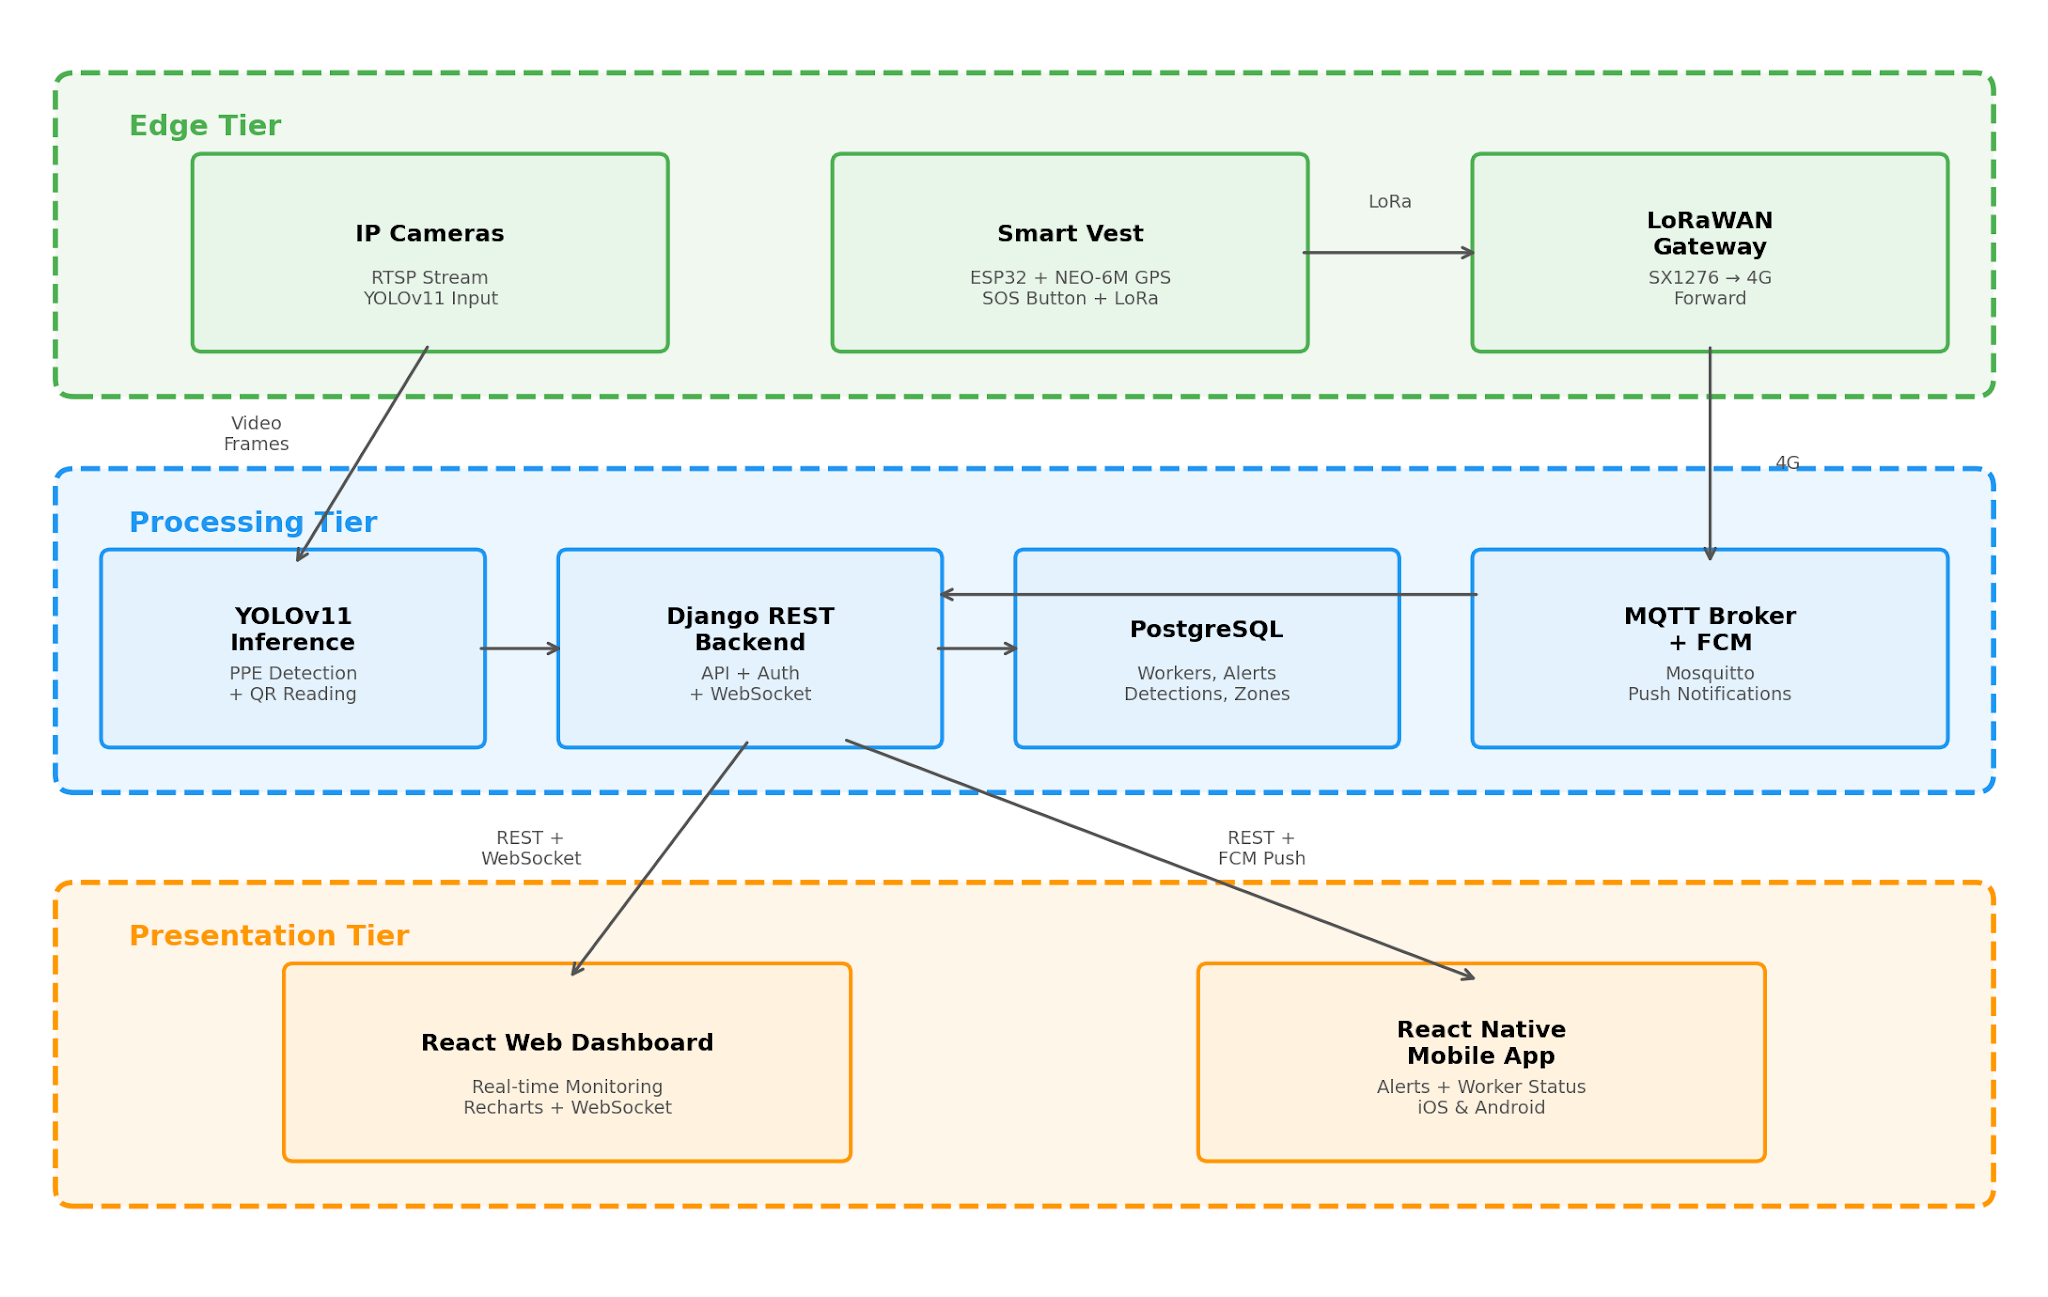 Edge Tier
IP Cameras
RTSP Stream
YOLOv11 Input
Smart Vest
ESP32 + NEO-6M GPS
SOS Button + LoRa
LoRa
LoRaWAN
Gateway
SX1276 → 4G
Forward
Video
Frames
4G
Processing Tier
YOLOv11
Inference
PPE Detection
+ QR Reading
Django REST
Backend
API + Auth
+ WebSocket
PostgreSQL
Workers, Alerts
Detections, Zones
MQTT Broker
+ FCM
Mosquitto
Push Notifications
REST +
WebSocket
REST +
FCM Push
Presentation Tier
React Web Dashboard
Real-time Monitoring
Recharts + WebSocket
React Native
Mobile App
Alerts + Worker Status
iOS & Android